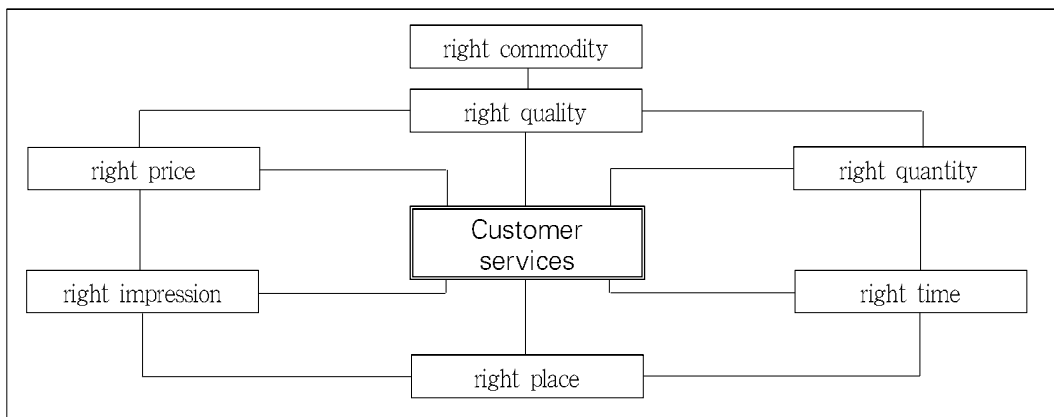 right commodity
right quality
right price
right quantity
Customer
services
right impression
right time
right place